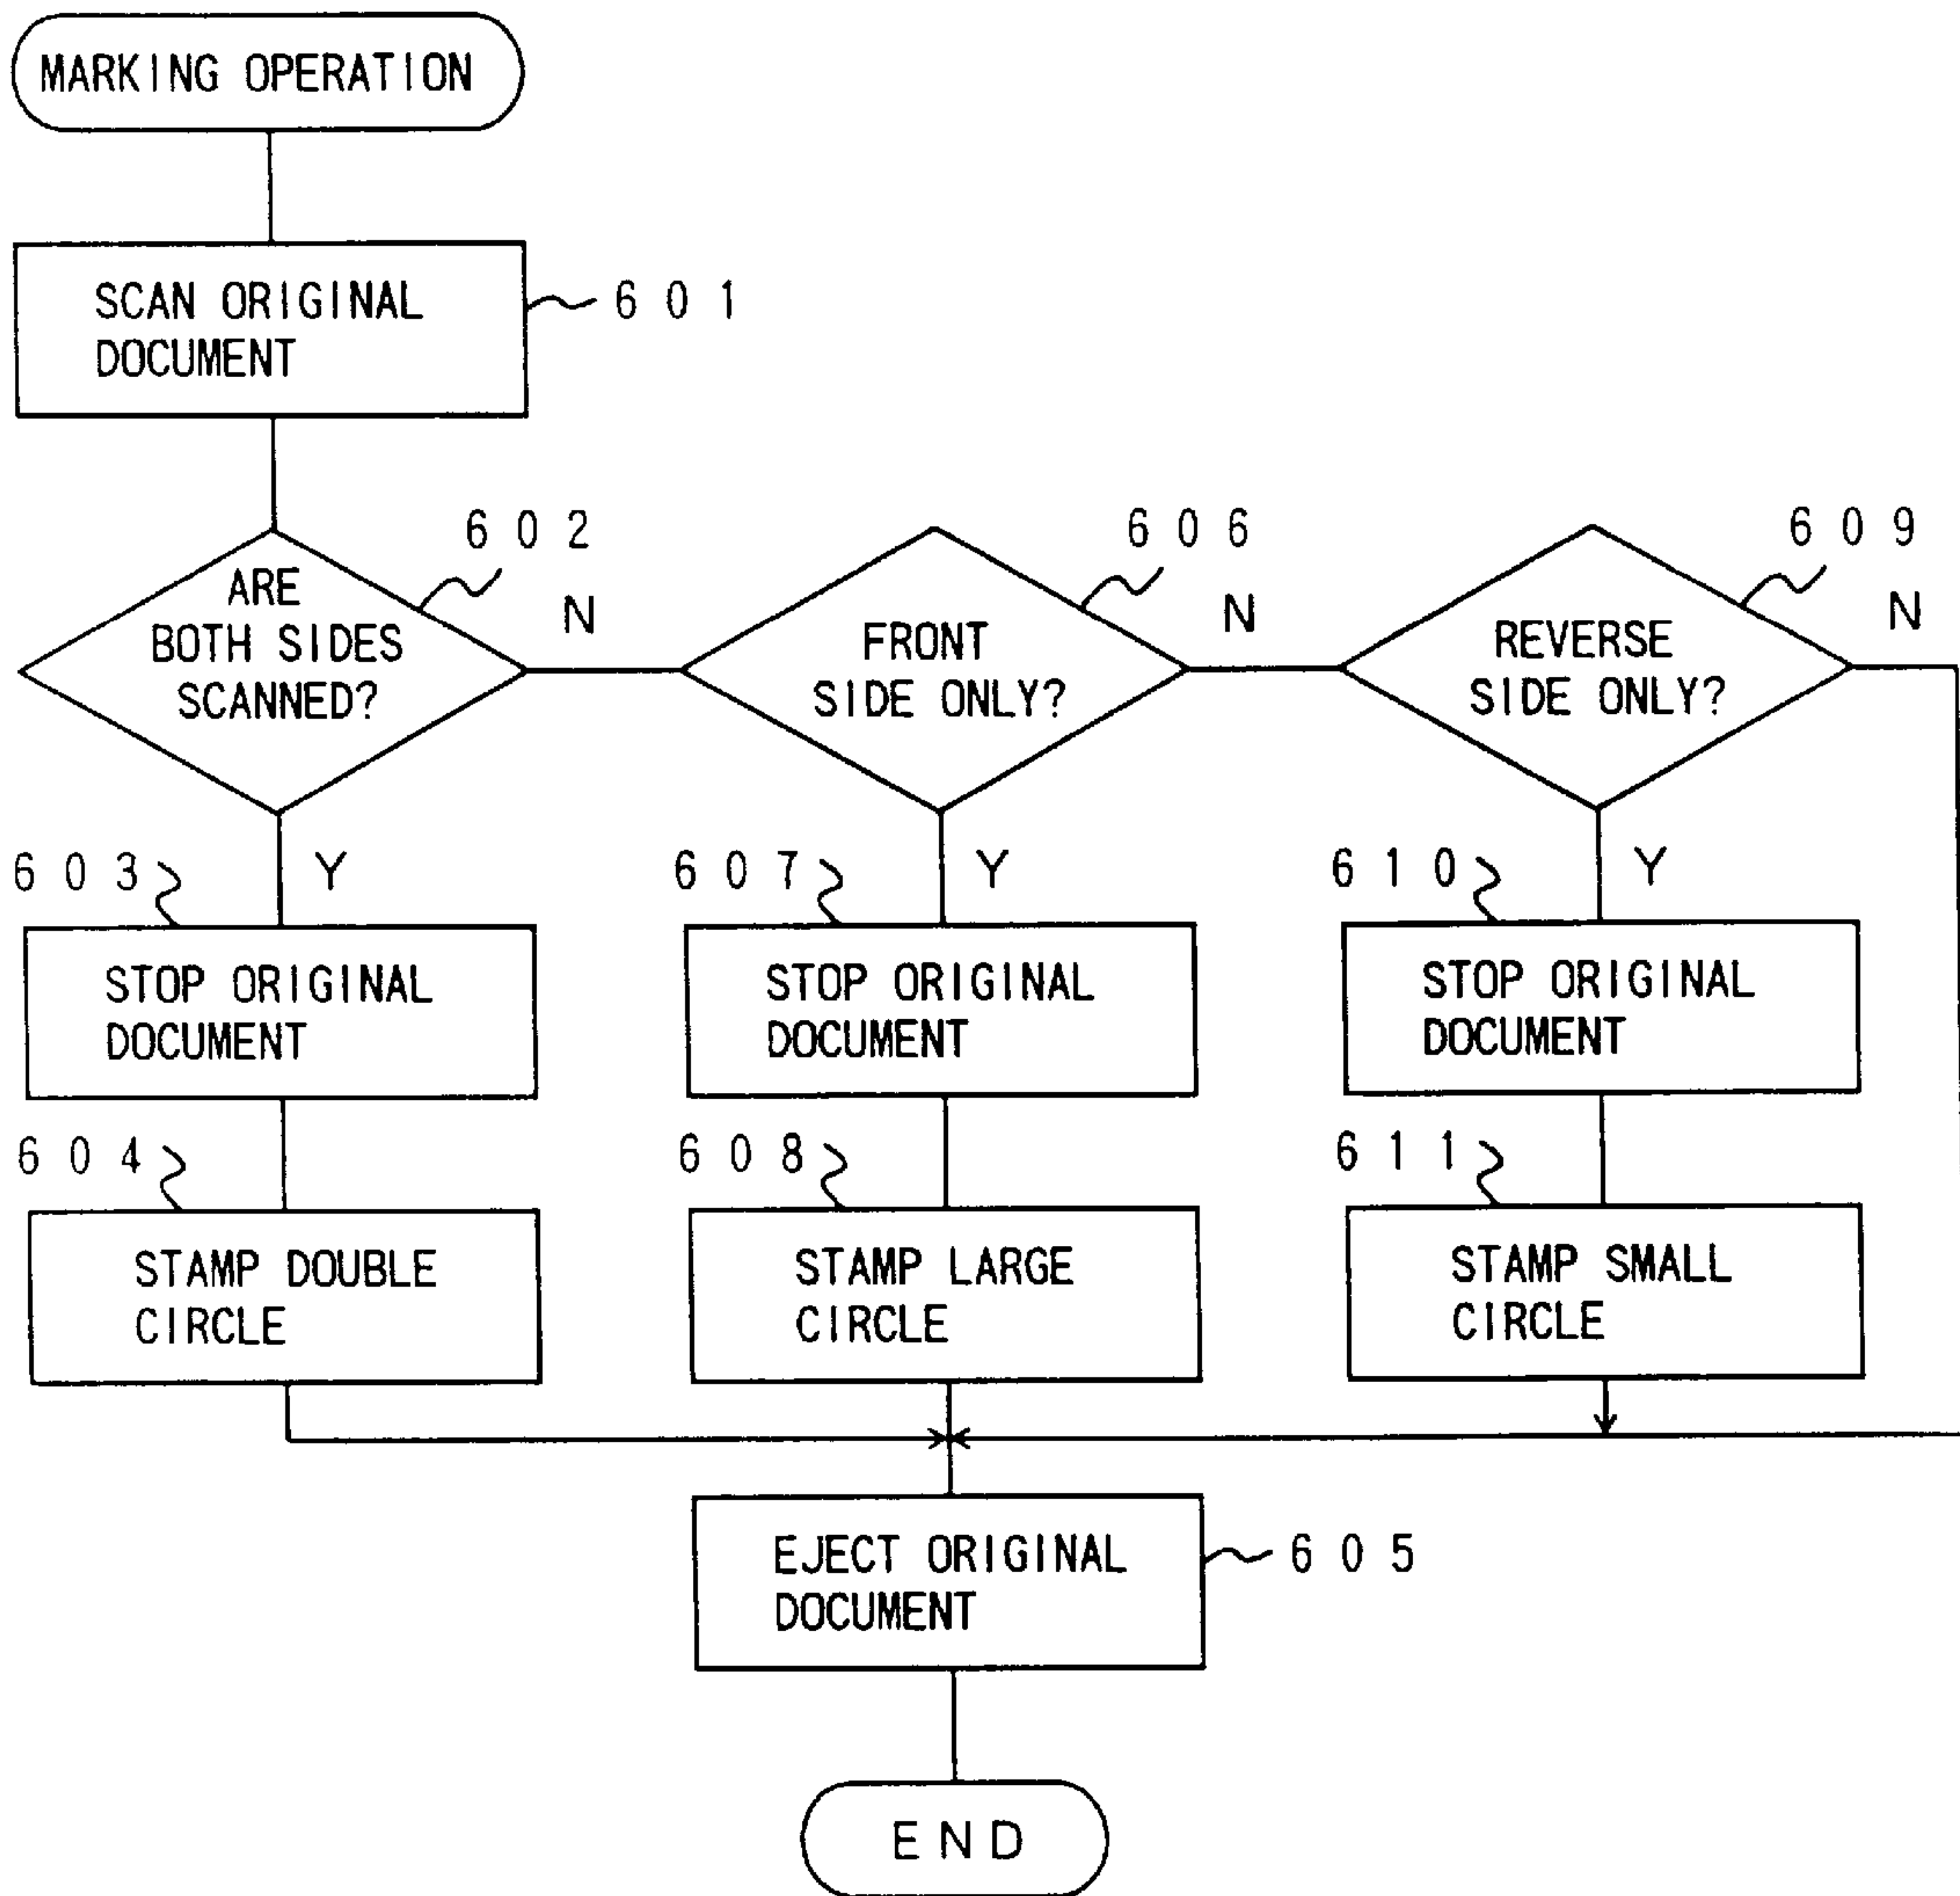 MARKING OPERATION
SCAN ORIGINAL
DOCUMENT
601
ARE
BOTH SIDES
SCANNED?
602
N
FRONT
SIDE ONLY?
606
N
REVERSE
SIDE ONLY?
609
N
603
Y
STOP ORIGINAL
DOCUMENT
607
Y
STOP ORIGINAL
DOCUMENT
610
Y
STOP ORIGINAL
DOCUMENT
604
STAMP DOUBLE
CIRCLE
608
STAMP LARGE
CIRCLE
611
STAMP SMALL
CIRCLE
EJECT ORIGINAL
DOCUMENT
605
END